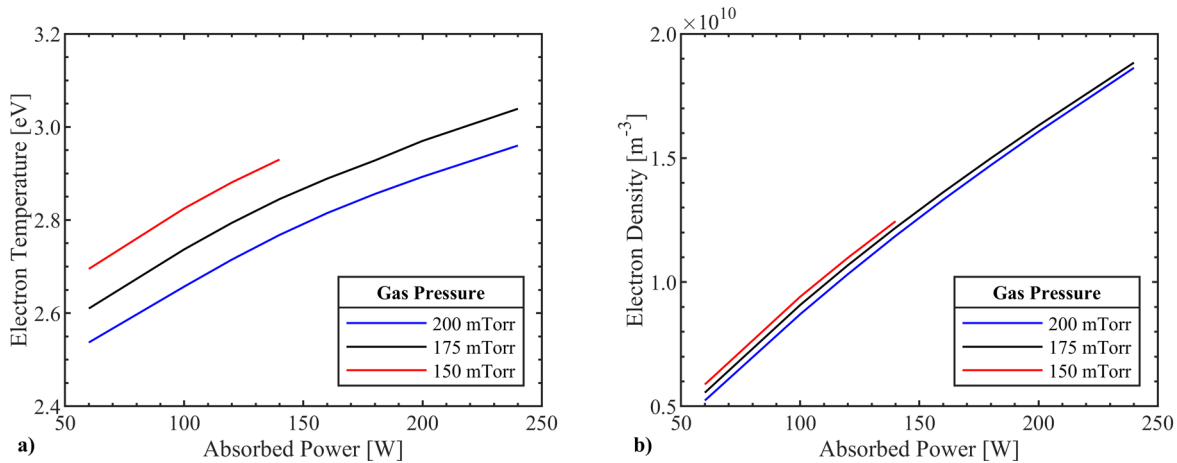 3.2
3.0
2.8
2.6
2.4
Electron Temperature [eV]
50
100
150
200
250
Absorbed Power [W]
Gas Pressure
200 mTorr
175 mTorr
150 mTorr
a)
×10¹⁰
2.0
1.5
1.0
0.5
Electron Density [m⁻³]
50
100
150
200
250
Absorbed Power [W]
Gas Pressure
200 mTorr
175 mTorr
150 mTorr
b)